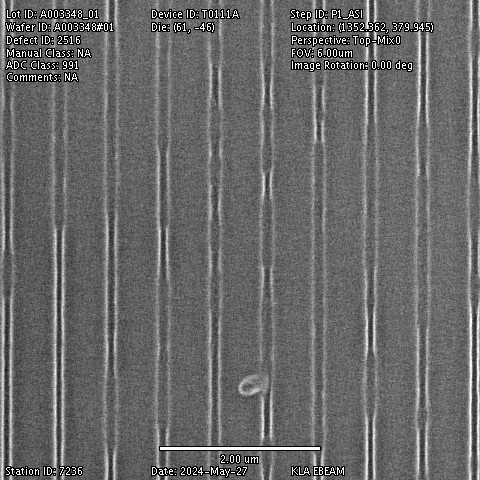 Lot ID: A003348_01
Wafer ID: A003348#01
Defect ID: 2516
Manual Class: NA
ADC Class: 991
Comments: NA
Device ID: T0111A
Die: (61, -46)
Step ID: P1_ASI
Location: (1352.362, 379.945)
Perspective: Top-Mix0
FOV: 6.00um
Image Rotation: 0.00 deg
2.00 um
Station ID: 7236
Date: 2024-May-27
KLA EBEAM